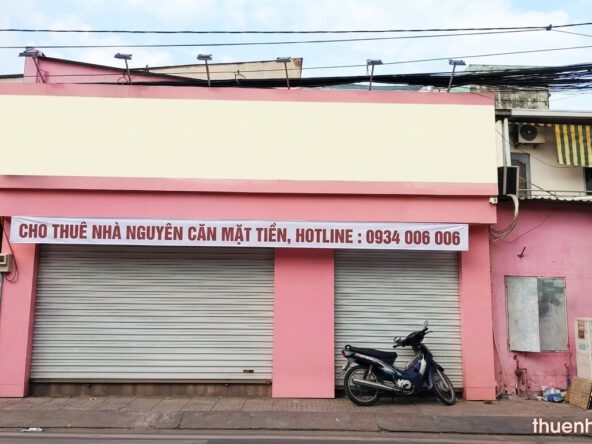 CHO THUÊ NHÀ NGUYÊN CĂN MẶT TIỀN, HOTLINE : 0934 006 006
thuenh